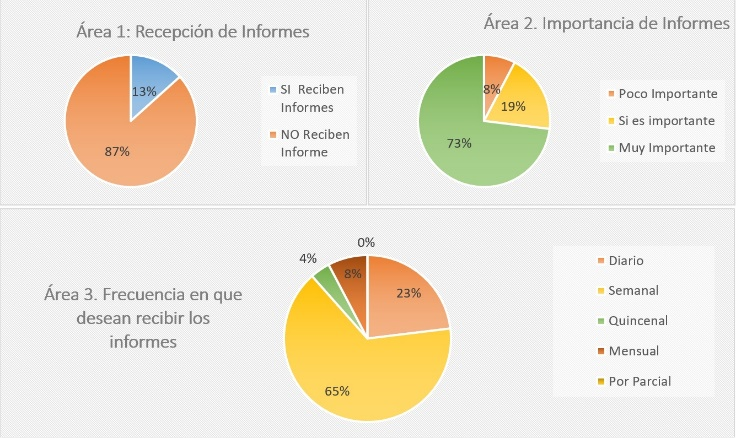 Área 1: Recepción de Informes
13%
87%
SI Reciben
Informes
NO Reciben
Informe
Área 2. Importancia de Informes
8%
19%
73%
Poco Importante
Si es importante
Muy Importante
Área 3. Frecuencia en que
desean recibir los
informes
0%
4%
8%
23%
65%
Diario
Semanal
Quincenal
Mensual
Por Parcial